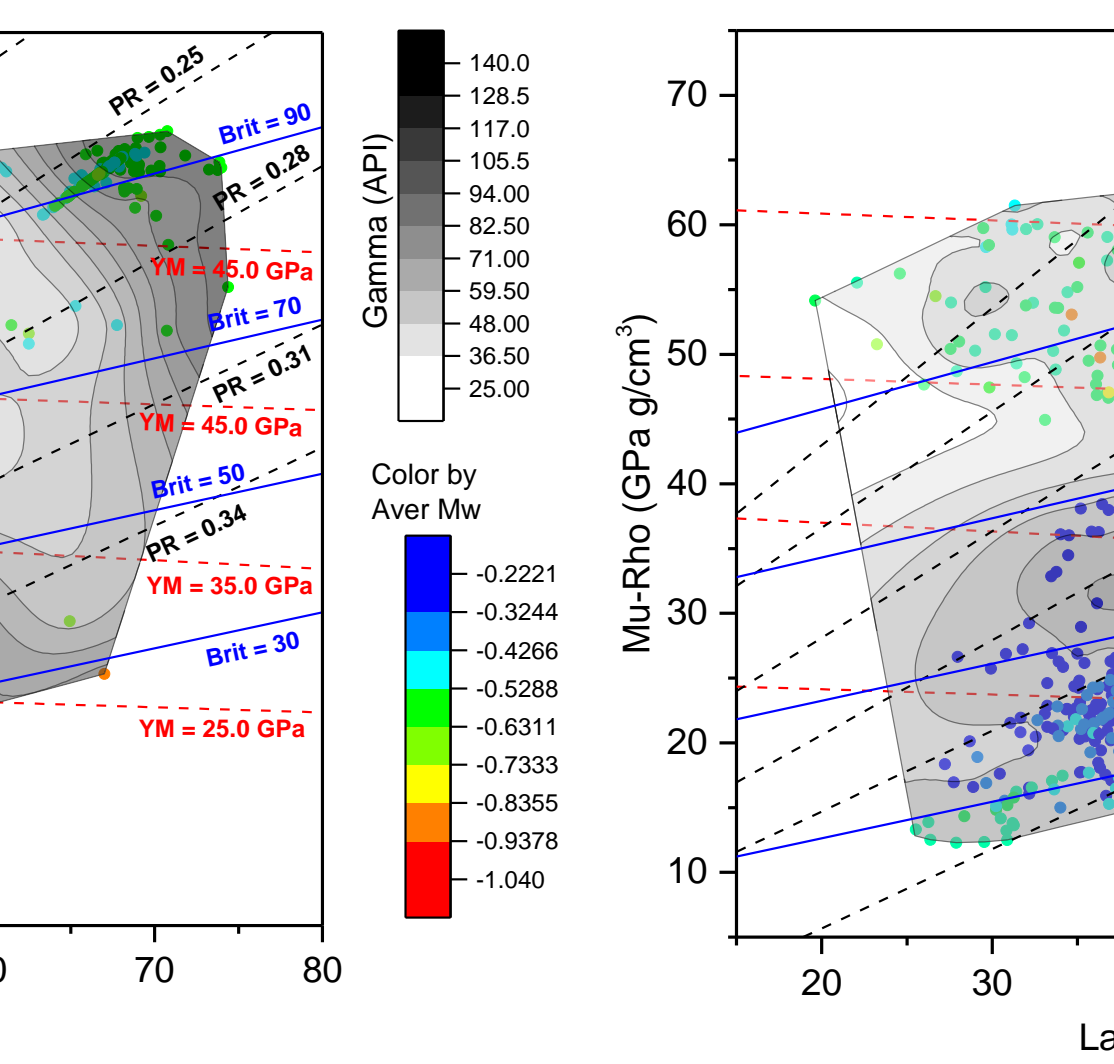 PR = 0.25
Brit = 90
PR = 0.28
YM = 45.0 GPa
Brit = 70
PR = 0.31
YM = 45.0 GPa
Brit = 50
PR = 0.34
YM = 35.0 GPa
Brit = 30
YM = 25.0 GPa
0
70
80
Gamma (API)
140.0
128.5
117.0
105.5
94.00
82.50
71.00
59.50
48.00
36.50
25.00
Color by
Aver Mw
-0.2221
-0.3244
-0.4266
-0.5288
-0.6311
-0.7333
-0.8355
-0.9378
-1.040
Mu-Rho (GPa g/cm³)
70
60
50
40
30
20
10
20
30
La